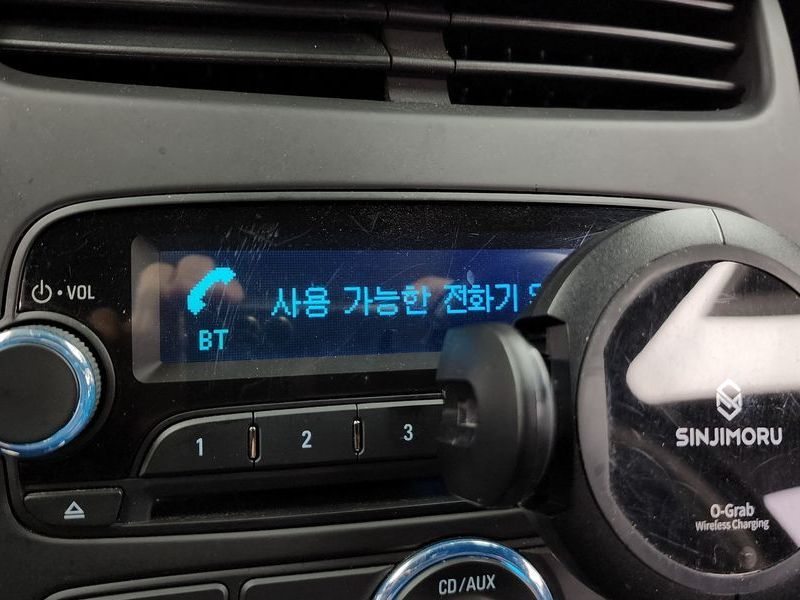 VOL
사용 가능한 전화기
BT
1 2 3
SINJIMORU
O-Grab
Wireless Charging
CD/AUX